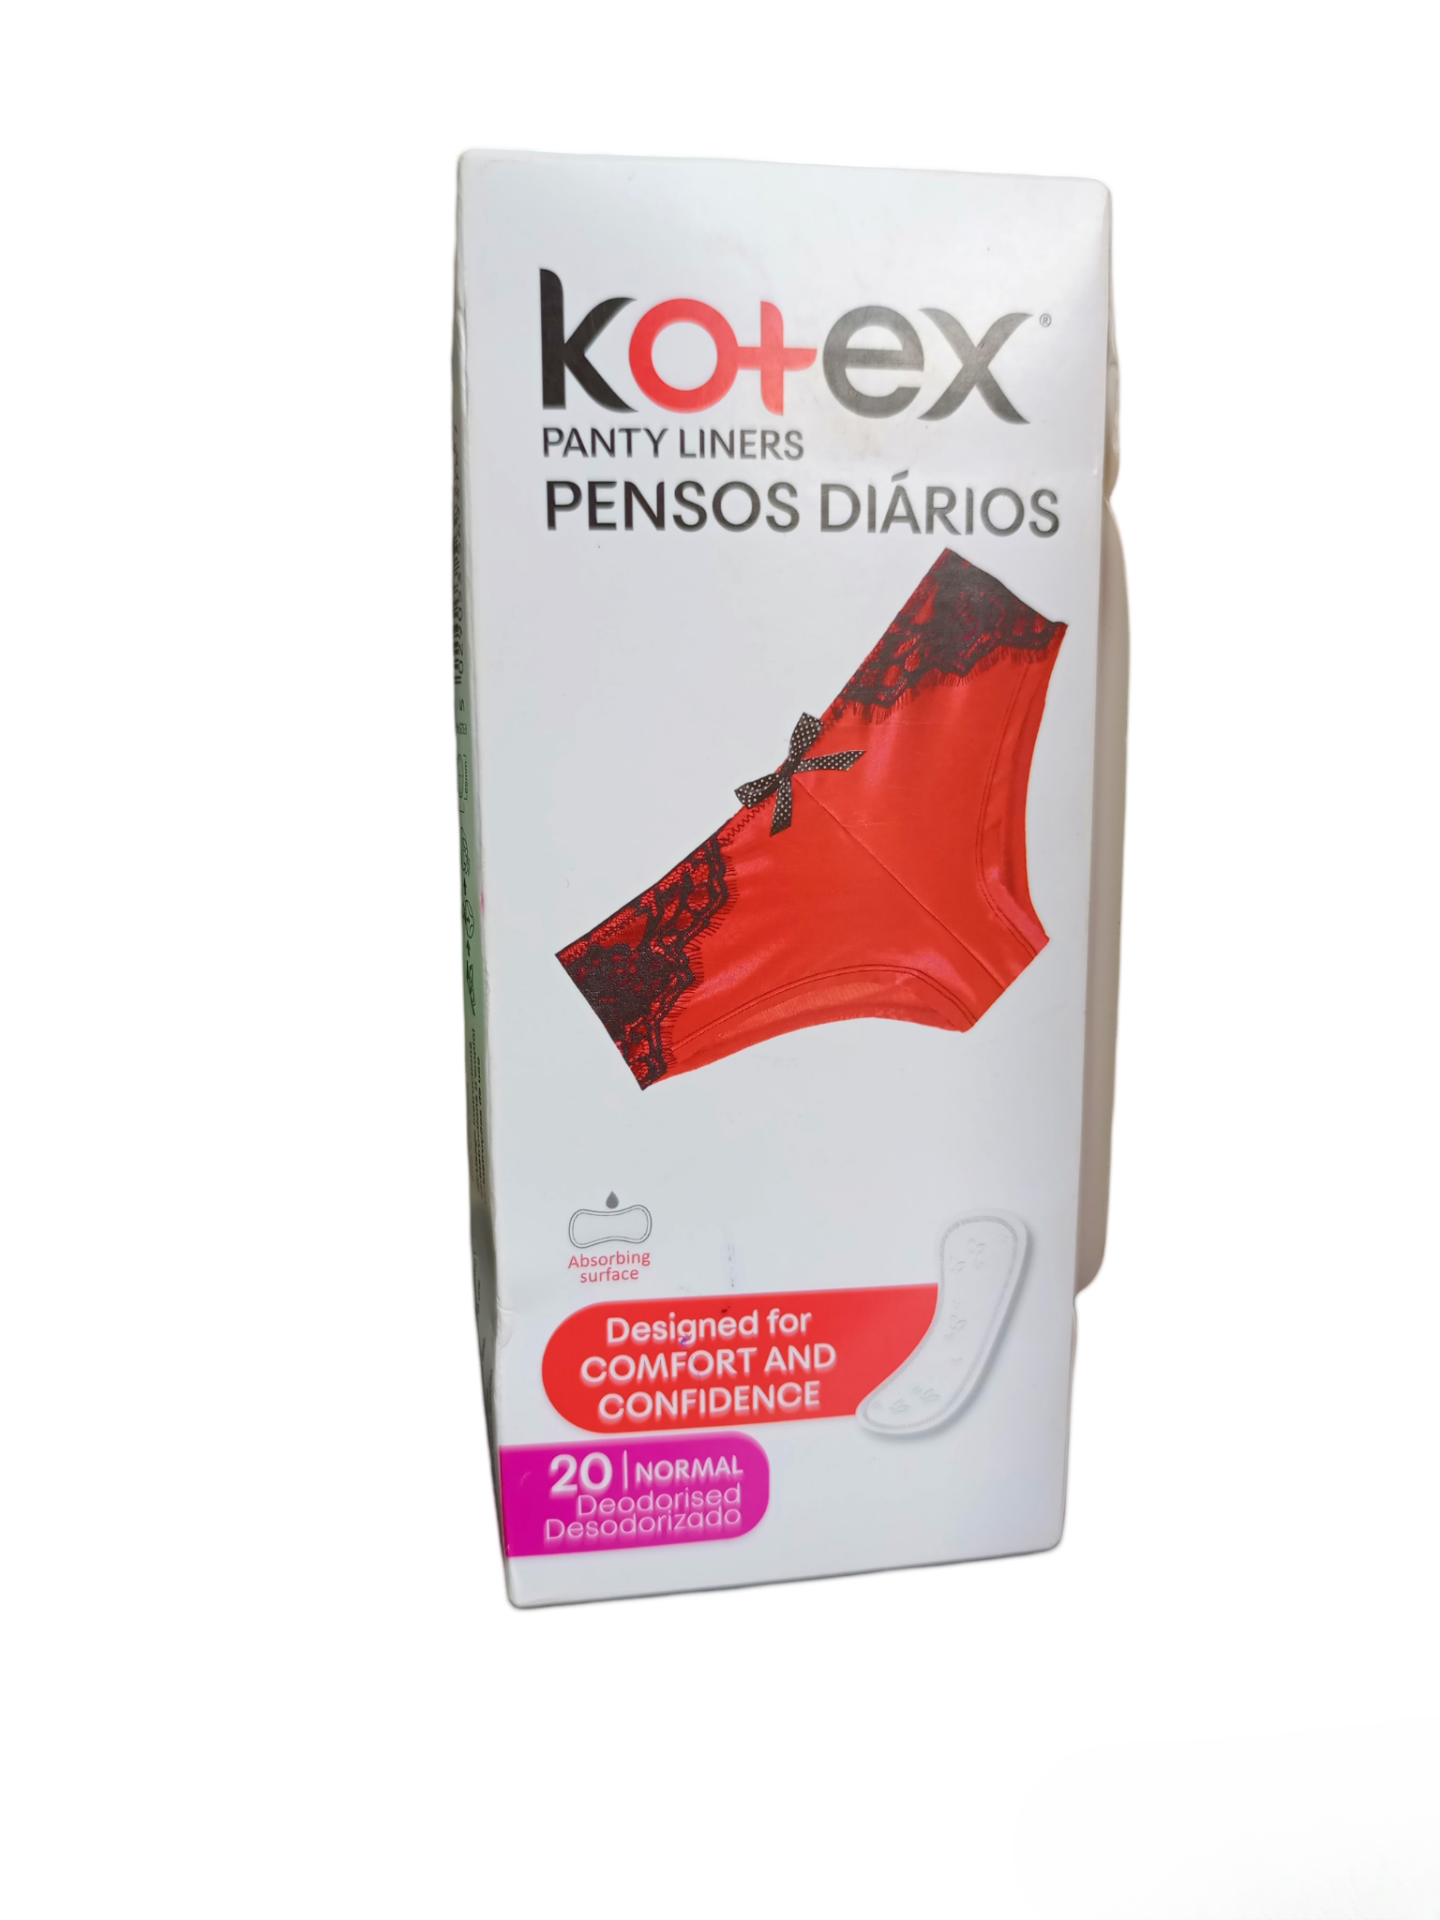 kotex®
PANTY LINERS
PENSOS DIÁRIOS
Absorbing
surface
Designed for
COMFORT AND
CONFIDENCE
20 | NORMAL
Deodorised
Desodorizado